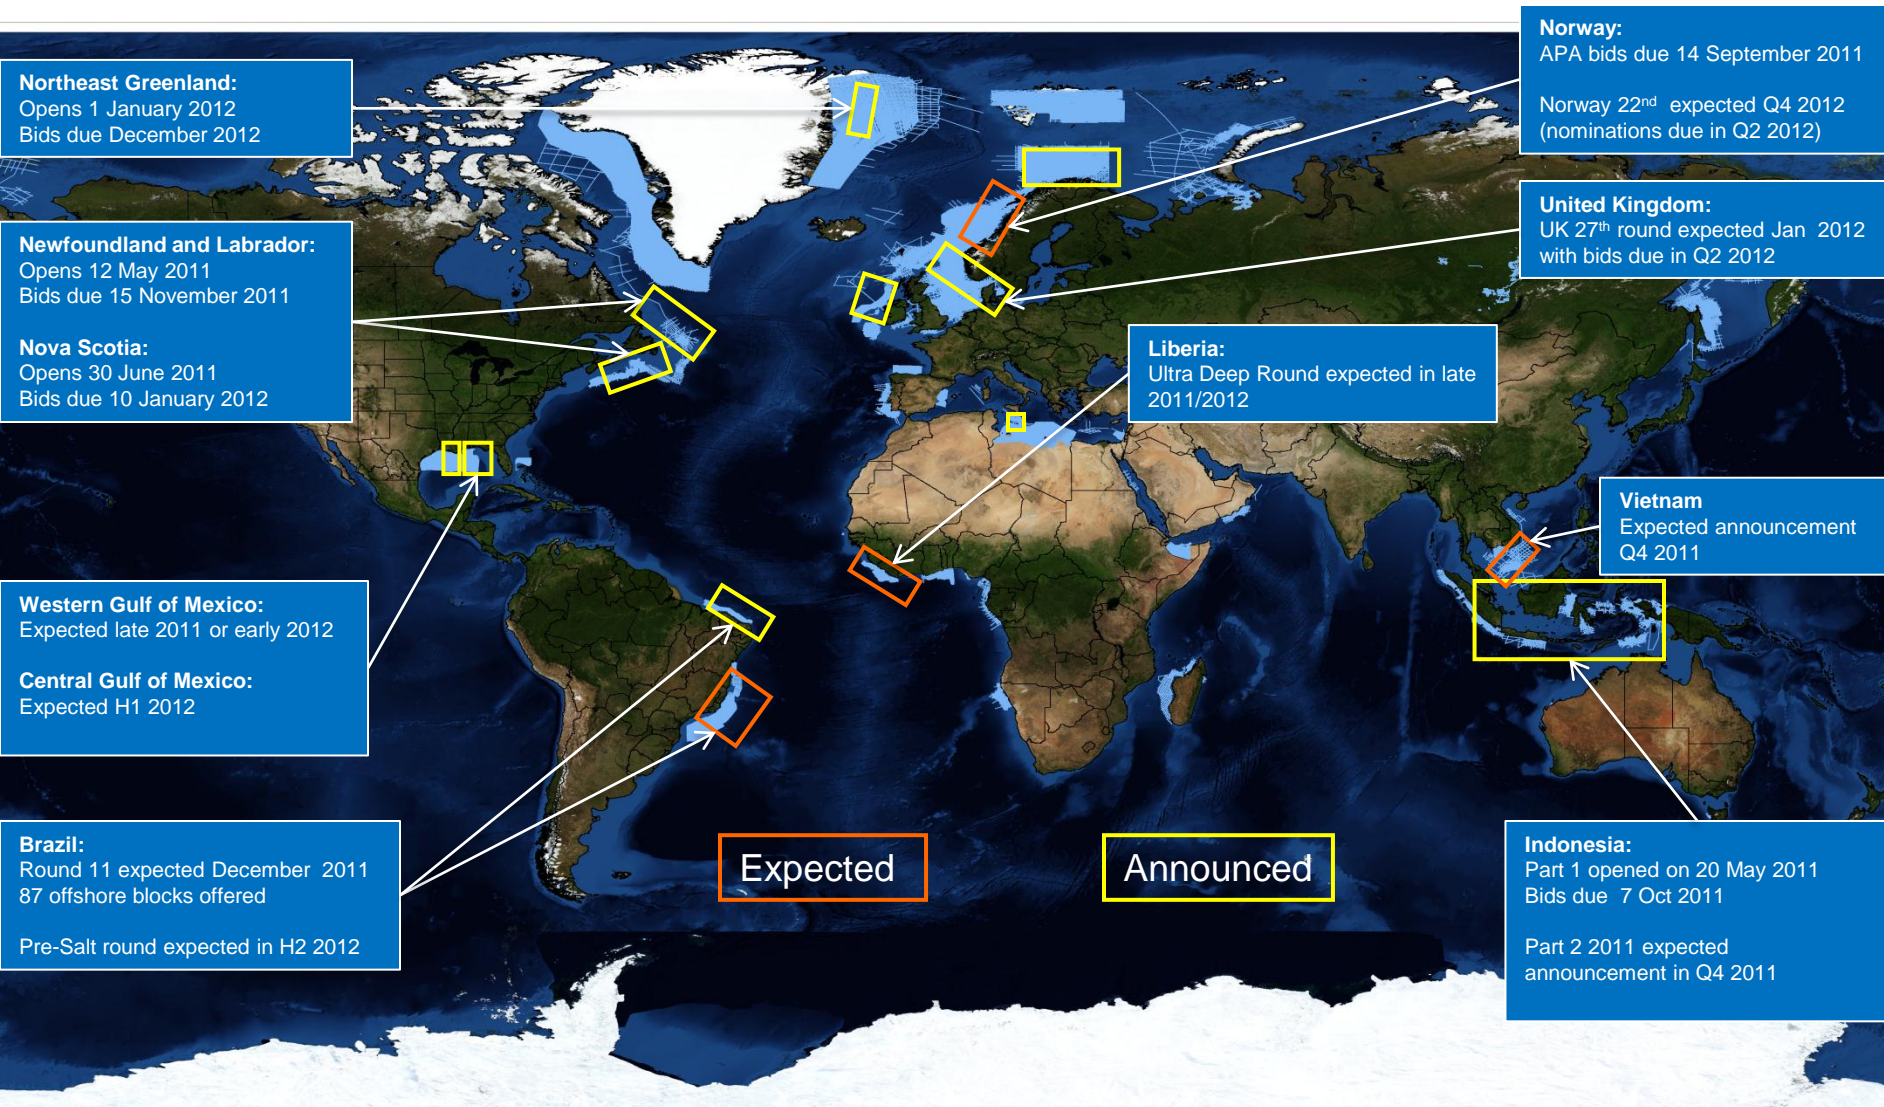 Northeast Greenland:
Opens 1 January 2012
Bids due December 2012
Newfoundland and Labrador:
Opens 12 May 2011
Bids due 15 November 2011
Nova Scotia:
Opens 30 June 2011
Bids due 10 January 2012
Western Gulf of Mexico:
Expected late 2011 or early 2012
Central Gulf of Mexico:
Expected H1 2012
Brazil:
Round 11 expected December 2011
87 offshore blocks offered
Pre-Salt round expected in H2 2012
Norway:
APA bids due 14 September 2011
Norway 22nd expected Q4 2012
(nominations due in Q2 2012)
United Kingdom:
UK 27th round expected Jan 2012
with bids due in Q2 2012
Liberia:
Ultra Deep Round expected in late
2011/2012
Vietnam
Expected announcement
Q4 2011
Indonesia:
Part 1 opened on 20 May 2011
Bids due 7 Oct 2011
Part 2 2011 expected
announcement in Q4 2011
Expected
Announced